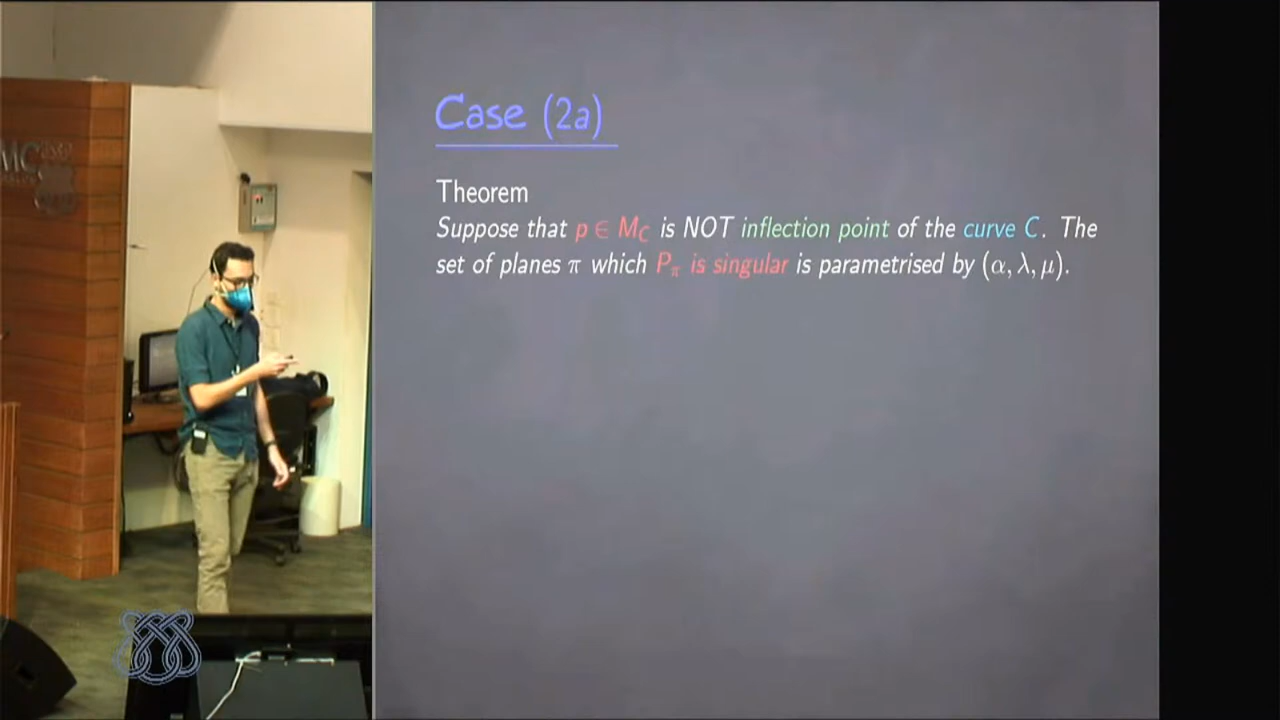 Case (2a)
Theorem
Suppose that p ∈ M_C is NOT inflection point of the curve C. The
set of planes π which P_π is singular is parametrised by (α, λ, μ).